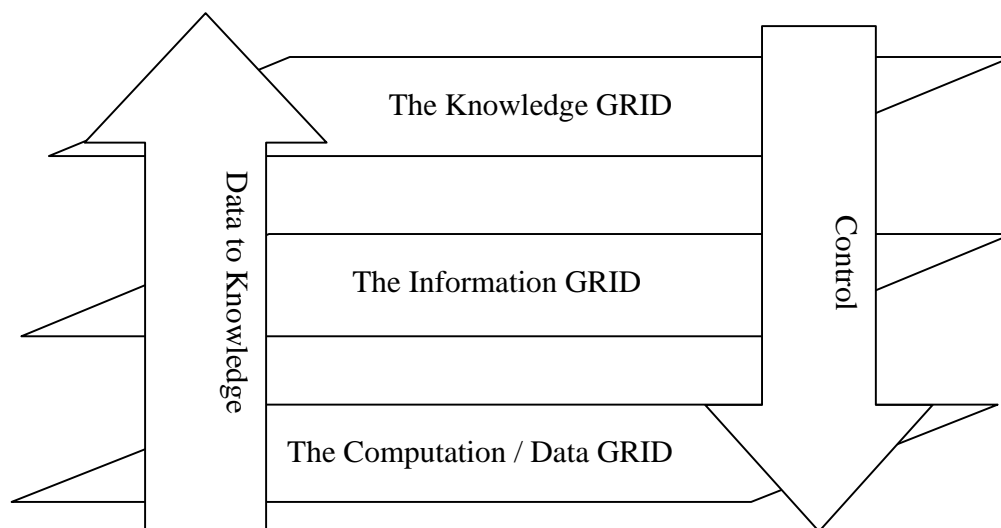 The Knowledge GRID
Data to Knowledge
The Information GRID
Control
The Computation / Data GRID